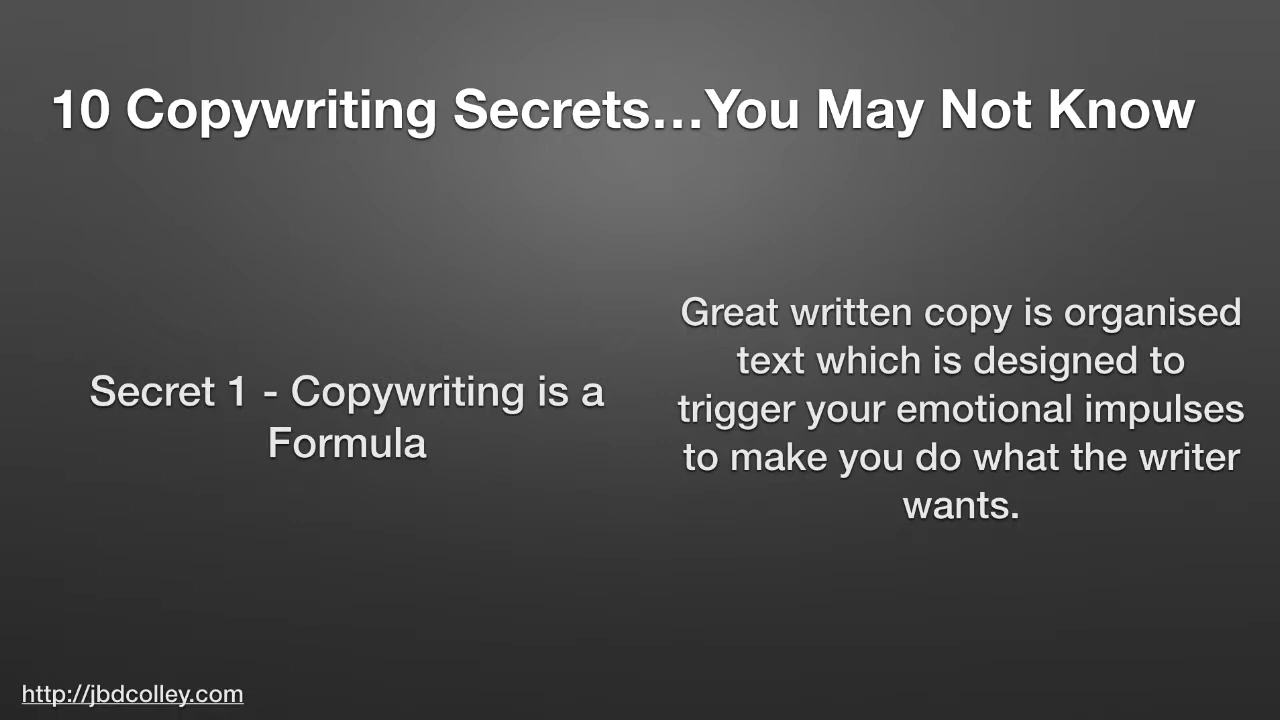 10 Copywriting Secrets...You May Not Know
Secret 1 - Copywriting is a
Formula
Great written copy is organised
text which is designed to
trigger your emotional impulses
to make you do what the writer
wants.
http://jbdcolley.com